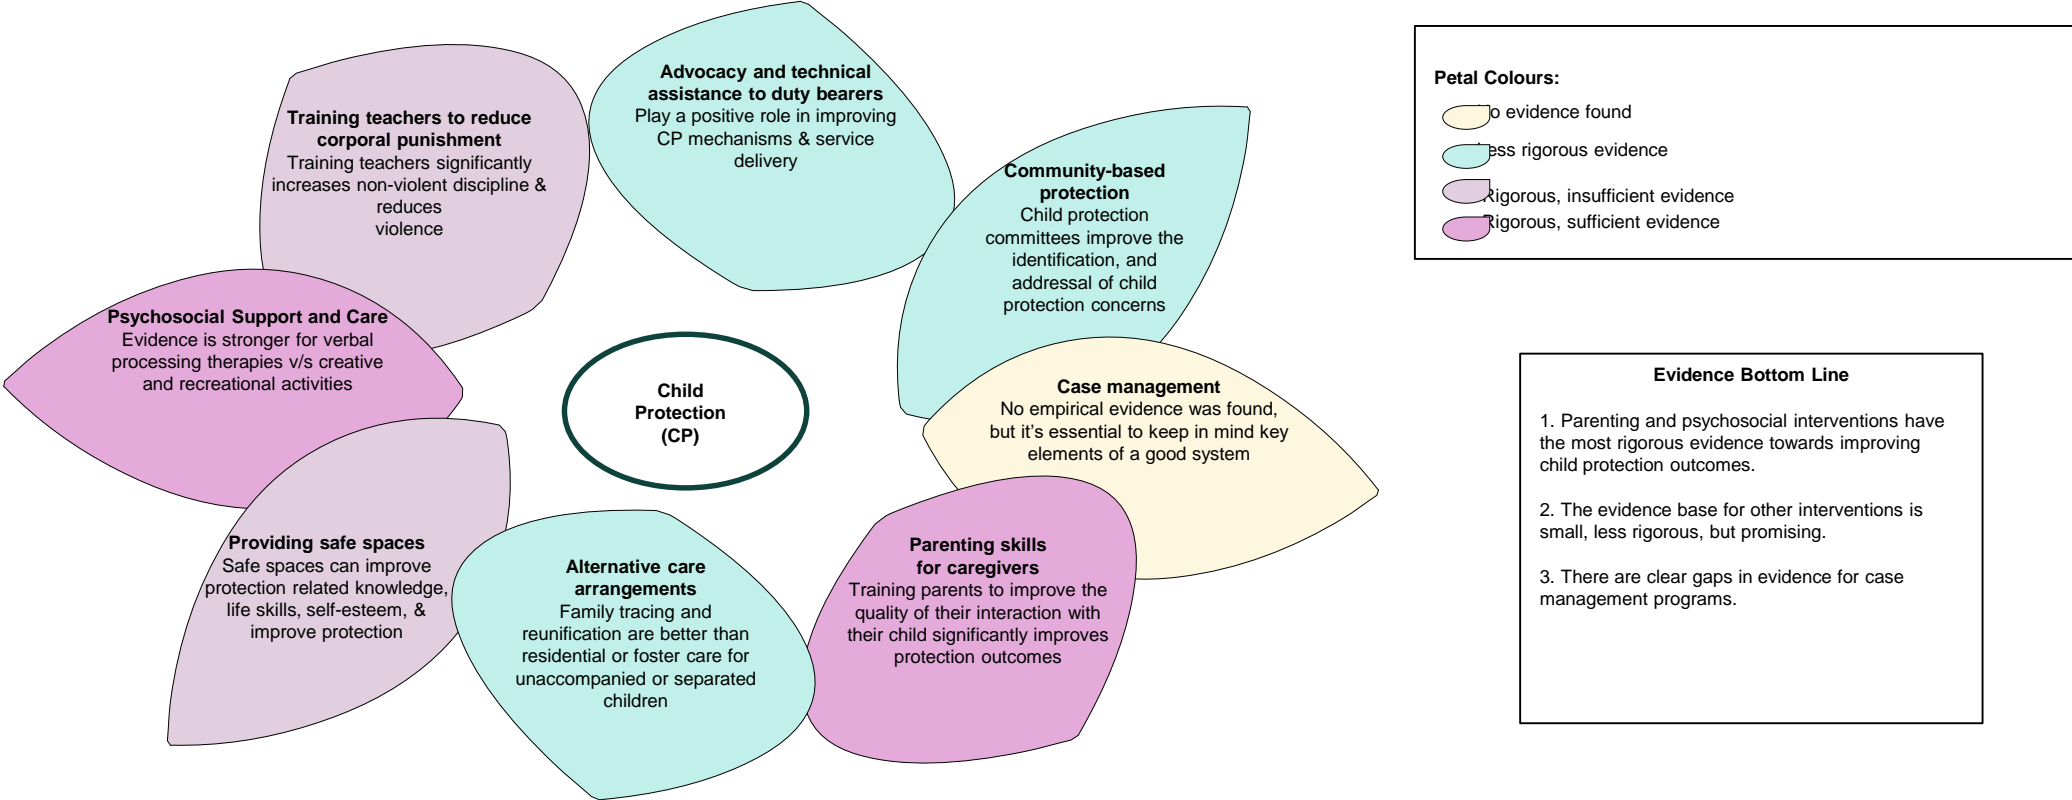 Advocacy and technical
assistance to duty bearers
Play a positive role in improving
CP mechanisms & service
delivery
Training teachers to reduce
corporal punishment
Training teachers significantly
increases non-violent discipline &
reduces
violence
Community-based
protection
Child protection
committees improve the
identification, and
addressal of child
protection concerns
Psychosocial Support and Care
Evidence is stronger for verbal
processing therapies v/s creative
and recreational activities
Child
Protection
(CP)
Case management
No empirical evidence was found,
but it’s essential to keep in mind key
elements of a good system
Providing safe spaces
Safe spaces can improve
protection related knowledge,
life skills, self-esteem, &
improve protection
Alternative care
arrangements
Family tracing and
reunification are better than
residential or foster care for
unaccompanied or separated
children
Parenting skills
for caregivers
Training parents to improve the
quality of their interaction with
their child significantly improves
protection outcomes
Petal Colours:
No evidence found
Less rigorous evidence
Rigorous, insufficient evidence
Rigorous, sufficient evidence
Evidence Bottom Line
1. Parenting and psychosocial interventions have
the most rigorous evidence towards improving
child protection outcomes.
2. The evidence base for other interventions is
small, less rigorous, but promising.
3. There are clear gaps in evidence for case
management programs.